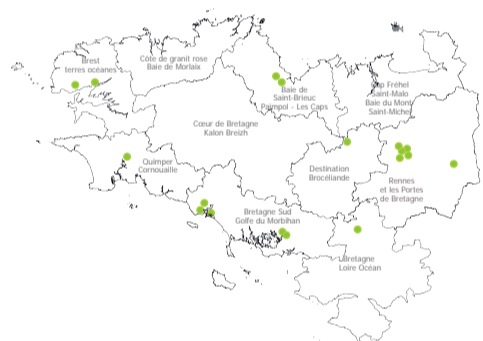 Brest
terres océanes
Côte de granit rose
Baie de Morlaix
Baie de
Saint-Brieuc
Paimpol - Les Caps
Cap Fréhel
Saint-Malo
Baie du Mont
Saint-Michel
Cœur de Bretagne
Kalon Breizh
Quimper
Cornouaille
Destination
Brocéliande
Rennes
et les Portes
de Bretagne
Bretagne Sud
Golfe du Morbihan
Bretagne
Loire Océan